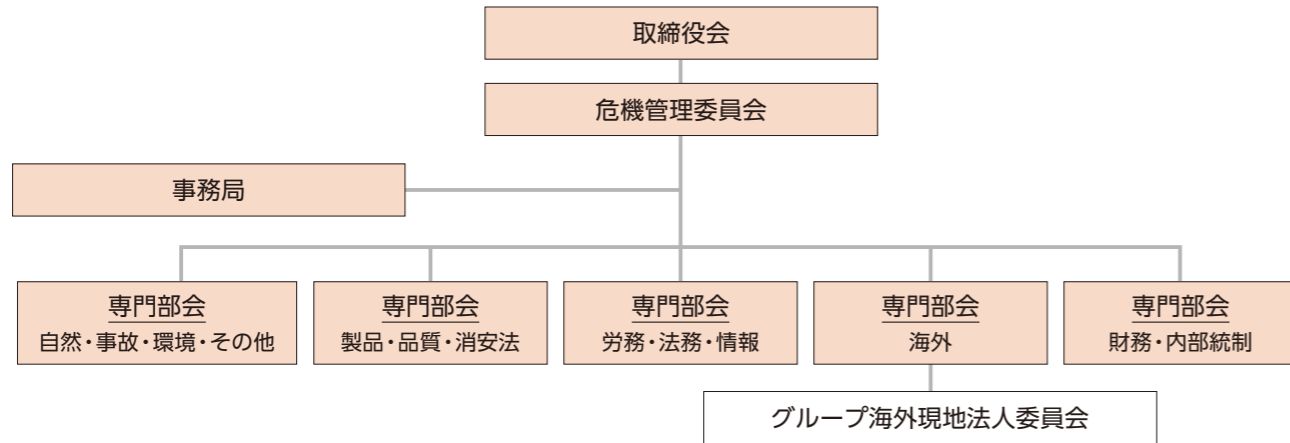 取締役会
危機管理委員会
事務局
専門部会
自然・事故・環境・その他
専門部会
製品・品質・消安法
専門部会
労務・法務・情報
専門部会
海外
専門部会
財務・内部統制
グループ海外現地法人委員会